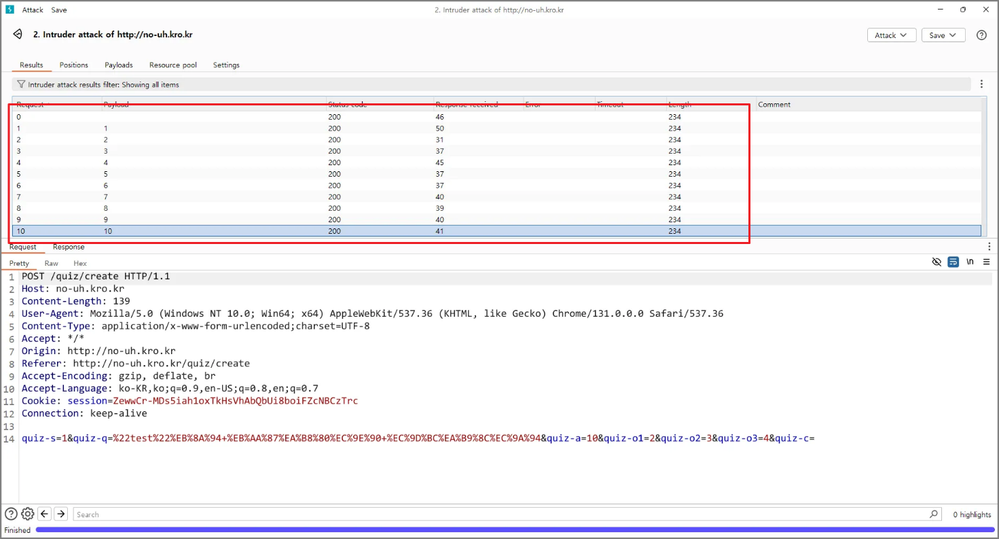 Attack Save 2. Intruder attack of http://no-uh.kro.kr
2. Intruder attack of http://no-uh.kro.kr Attack Save
Results Positions Payloads Resource pool Settings
Intruder attack results filter: Showing all items
Request Payload Status code Response received Error Timeout Length Comment
0 200 46 234
1 1 200 50 234
2 2 200 31 234
3 3 200 37 234
4 4 200 45 234
5 5 200 37 234
6 6 200 37 234
7 7 200 40 234
8 8 200 39 234
9 9 200 40 234
10 10 200 41 234
Request Response
Pretty Raw Hex \n
1 POST /quiz/create HTTP/1.1
2 Host: no-uh.kro.kr
3 Content-Length: 139
4 User-Agent: Mozilla/5.0 (Windows NT 10.0; Win64; x64) AppleWebKit/537.36 (KHTML, like Gecko) Chrome/131.0.0.0 Safari/537.36
5 Content-Type: application/x-www-form-urlencoded;charset=UTF-8
6 Accept: */*
7 Origin: http://no-uh.kro.kr
8 Referer: http://no-uh.kro.kr/quiz/create
9 Accept-Encoding: gzip, deflate, br
10 Accept-Language: ko-KR,ko;q=0.9,en-US;q=0.8,en;q=0.7
11 Cookie: session=ZewwCr-MDs5iah1oxTkHsVhAbQbUi8boiFZcNBCzTrc
12 Connection: keep-alive
13
14 quiz-s=1&quiz-q=%22test%22%EB%8A%94+%EB%AA%87%EA%B8%80%EC%9E%90+%EC%9D%BC%EA%B9%8C%EC%9A%94&quiz-a=10&quiz-o1=2&quiz-o2=3&quiz-o3=4&quiz-c=
Search 0 highlights
Finished